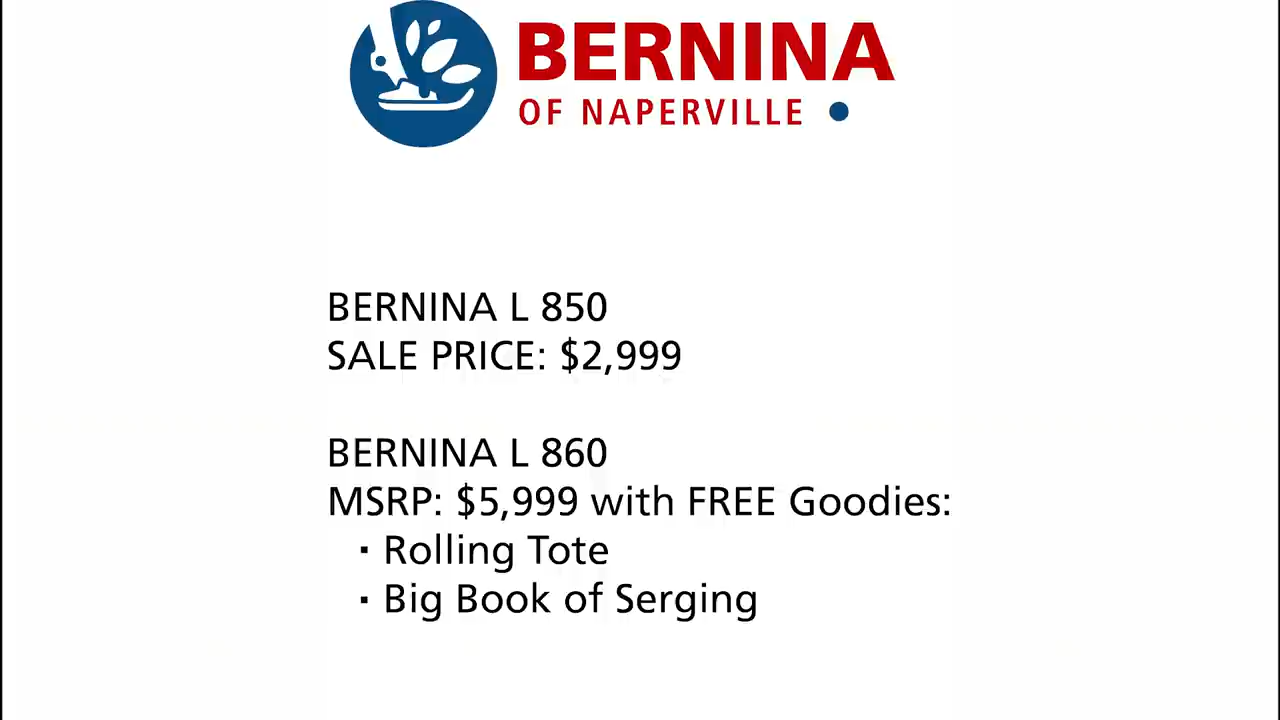 BERNINA
OF NAPERVILLE
BERNINA L 850
SALE PRICE: $2,999
BERNINA L 860
MSRP: $5,999 with FREE Goodies:
▪ Rolling Tote
▪ Big Book of Serging